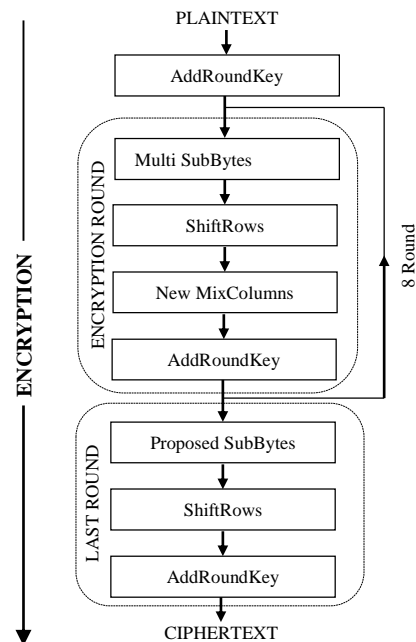 PLAINTEXT
AddRoundKey
Multi SubBytes
ShiftRows
New MixColumns
AddRoundKey
ENCRYPTION ROUND
8 Round
ENCRYPTION
Proposed SubBytes
ShiftRows
AddRoundKey
LAST ROUND
CIPHERTEXT